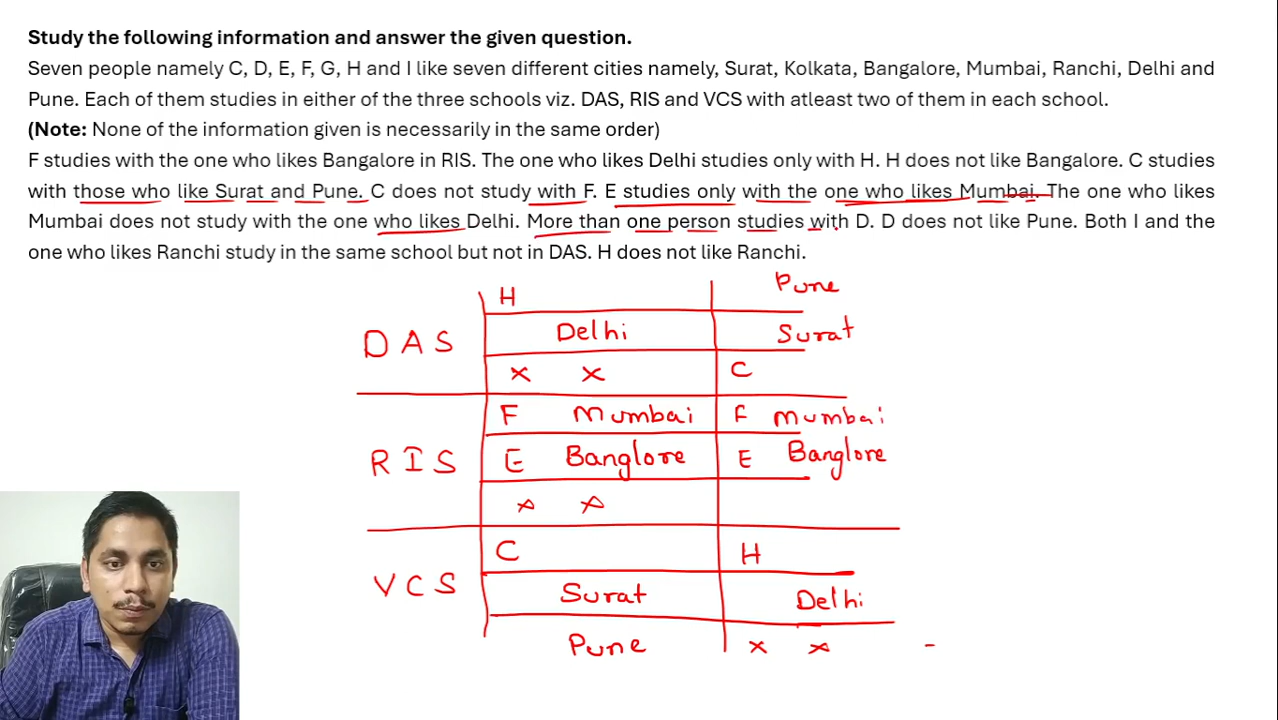 Study the following information and answer the given question.
Seven people namely C, D, E, F, G, H and I like seven different cities namely, Surat, Kolkata, Bangalore, Mumbai, Ranchi, Delhi and
Pune. Each of them studies in either of the three schools viz. DAS, RIS and VCS with atleast two of them in each school.
(Note: None of the information given is necessarily in the same order)
F studies with the one who likes Bangalore in RIS. The one who likes Delhi studies only with H. H does not like Bangalore. C studies
with those who like Surat and Pune. C does not study with F. E studies only with the one who likes Mumbai. The one who likes
Mumbai does not study with the one who likes Delhi. More than one person studies with D. D does not like Pune. Both I and the
one who likes Ranchi study in the same school but not in DAS. H does not like Ranchi.
H Pune
DAS Delhi Surat
x x C
F Mumbai F Mumbai
RIS E Banglore E Banglore
x x
C H
VCS Surat Delhi
Pune x x -